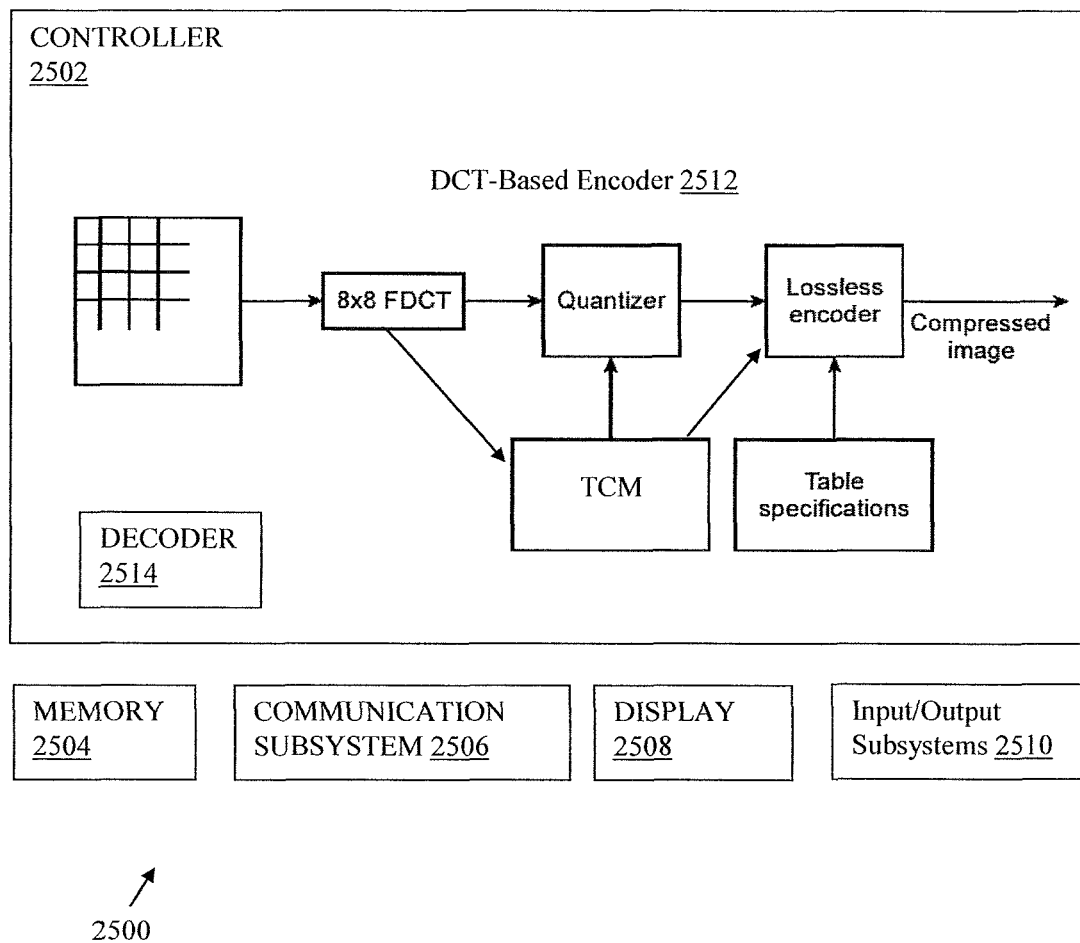 CONTROLLER
2502
DCT-Based Encoder 2512
8x8 FDCT
Quantizer
Lossless
encoder
Compressed
image
TCM
Table
specifications
DECODER
2514
MEMORY
2504
COMMUNICATION
SUBSYSTEM 2506
DISPLAY
2508
Input/Output
Subsystems 2510
2500